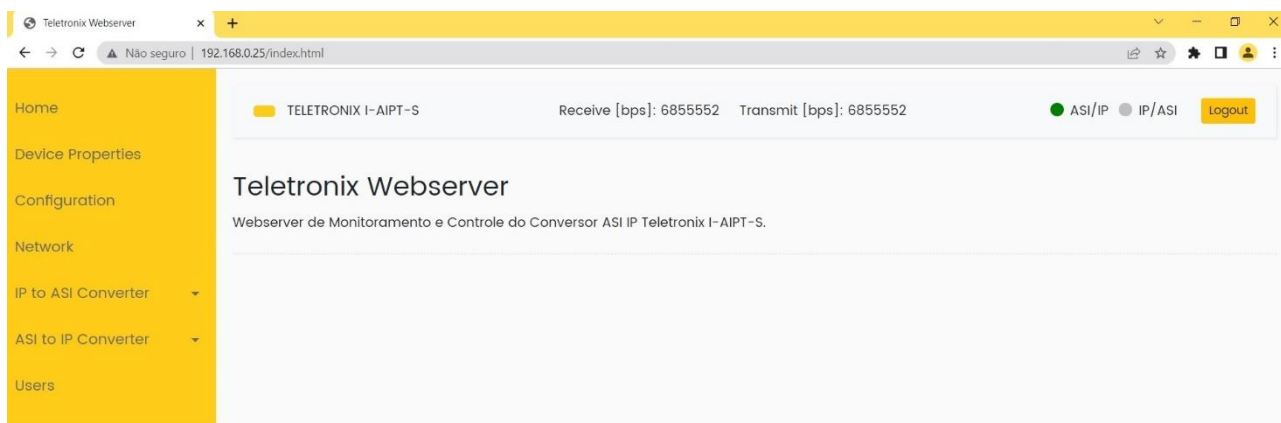 Teletronix Webserver
Não seguro | 192.168.0.25/index.html
Home
Device Properties
Configuration
Network
IP to ASI Converter
ASI to IP Converter
Users
TELETRONIX I-AIPT-S Receive [bps]: 6855552 Transmit [bps]: 6855552 ASI/IP IP/ASI Logout
Teletronix Webserver
Webserver de Monitoramento e Controle do Conversor ASI IP Teletronix I-AIPT-S.